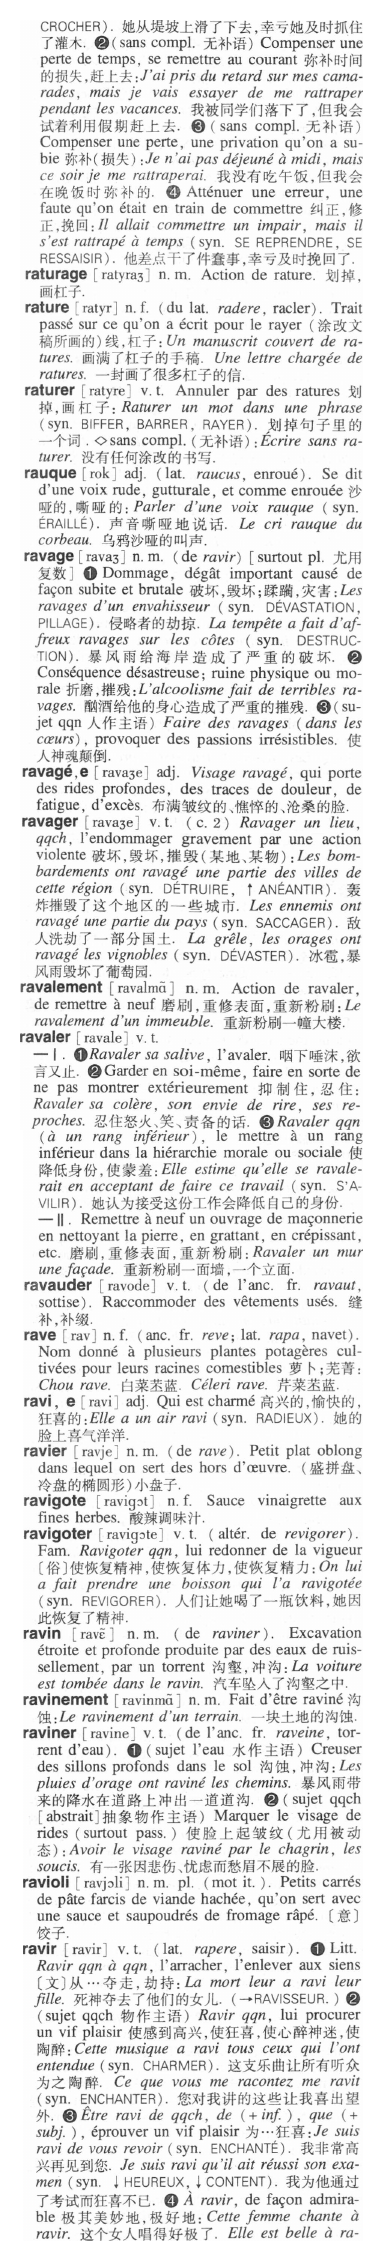 CROCHER). 她从堤坡上滑了下去,幸亏她及时抓住
了灌木. ❷(sans compl. 无补语) Compenser une
perte de temps, se remettre au courant 弥补时间
的损失,赶上去:J'ai pris du retard sur mes cama-
rades, mais je vais essayer de me rattraper
pendant les vacances. 我被同学们落下了,但我会
试着利用假期赶上去. ❸(sans compl. 无补语)
Compenser une perte, une privation qu'on a su-
bie 弥补(损失):Je n'ai pas déjeuné à midi, mais
ce soir je me rattraperai. 我没有吃午饭,但我会
在晚饭时弥补的. ❹ Atténuer une erreur, une
faute qu'on était en train de commettre 纠正,修
正,挽回:Il allait commettre un impair, mais il
s'est rattrapé à temps (syn. SE REPRENDRE, SE
RESSAISIR). 他差点干了件蠢事,幸亏及时挽回了.
raturage [ratyraʒ] n. m. Action de rature. 划掉,
画杠子.
rature [ratyr] n. f. (du lat. radere, racler). Trait
passé sur ce qu'on a écrit pour le rayer (涂改文
稿所画的)线,杠子:Un manuscrit couvert de ra-
tures. 画满了杠子的手稿. Une lettre chargée de
ratures. 一封画了很多杠子的信.
raturer [ratyre] v. t. Annuler par des ratures 划
掉,画杠子:Raturer un mot dans une phrase
(syn. BIFFER, BARRER, RAYER). 划掉句子里的
一个词. ◇sans compl. (无补语):Écrire sans ra-
turer. 没有任何涂改的书写.
rauque [rok] adj. (lat. raucus, enroué). Se dit
d'une voix rude, gutturale, et comme enrouée 沙
哑的,嘶哑的:Parler d'une voix rauque (syn.
ÉRAILLÉ). 声音嘶哑地说话. Le cri rauque du
corbeau. 乌鸦沙哑的叫声.
ravage [ravaʒ] n. m. (de ravir) [surtout pl. 尤用
复数] ❶ Dommage, dégât important causé de
façon subite et brutale 破坏,毁坏;蹂躏,灾害:Les
ravages d'un envahisseur (syn. DÉVASTATION,
PILLAGE). 侵略者的劫掠. La tempête a fait d'af-
freux ravages sur les côtes (syn. DESTRUC-
TION). 暴风雨给海岸造成了严重的破坏. ❷
Conséquence désastreuse; ruine physique ou mo-
rale 折磨,摧残:L'alcoolisme fait de terribles ra-
vages. 酗酒给他的身心造成了严重的摧残. ❸(su-
jet qqn 人作主语) Faire des ravages (dans les
cœurs), provoquer des passions irrésistibles. 使
人神魂颠倒.
ravagé,e [ravaʒe] adj. Visage ravagé, qui porte
des rides profondes, des traces de douleur, de
fatigue, d'excès. 布满皱纹的、憔悴的、沧桑的脸.
ravager [ravaʒe] v. t. (c. 2) Ravager un lieu,
qqch, l'endommager gravement par une action
violente 破坏,毁坏,摧毁(某地、某物):Les bom-
bardements ont ravagé une partie des villes de
cette région (syn. DÉTRUIRE, ↑ ANÉANTIR). 轰
炸摧毁了这个地区的一些城市. Les ennemis ont
ravagé une partie du pays (syn. SACCAGER). 敌
人洗劫了一部分国土. La grêle, les orages ont
ravagé les vignobles (syn. DÉVASTER). 冰雹,暴
风雨毁坏了葡萄园.
ravalement [ravalmɑ̃] n. m. Action de ravaler,
de remettre à neuf 磨刷,重修表面,重新粉刷:Le
ravalement d'un immeuble. 重新粉刷一幢大楼.
ravaler [ravale] v. t.
—Ⅰ. ❶Ravaler sa salive, l'avaler. 咽下唾沫,欲
言又止. ❷Garder en soi-même, faire en sorte de
ne pas montrer extérieurement 抑制住,忍住:
Ravaler sa colère, son envie de rire, ses re-
proches. 忍住怒火、笑、责备的话. ❸Ravaler qqn
(à un rang inférieur), le mettre à un rang
inférieur dans la hiérarchie morale ou sociale 使
降低身份,使蒙羞:Elle estime qu'elle se ravale-
rait en acceptant de faire ce travail (syn. S'A-
VILIR). 她认为接受这份工作会降低自己的身份.
—Ⅱ. Remettre à neuf un ouvrage de maçonnerie
en nettoyant la pierre, en grattant, en crépissant,
etc. 磨刷,重修表面,重新粉刷:Ravaler un mur
une façade. 重新粉刷一面墙,一个立面.
ravauder [ravode] v. t. (de l'anc. fr. ravaut,
sottise). Raccommoder des vêtements usés. 缝
补,补缀.
rave [rav] n. f. (anc. fr. reve; lat. rapa, navet).
Nom donné à plusieurs plantes potagères cul-
tivées pour leurs racines comestibles 萝卜;芜菁:
Chou rave. 白菜茎蓝. Céleri rave. 芹菜茎蓝.
ravi, e [ravi] adj. Qui est charmé 高兴的,愉快的,
狂喜的:Elle a un air ravi (syn. RADIEUX). 她的
脸上喜气洋洋.
ravier [ravje] n. m. (de rave). Petit plat oblong
dans lequel on sert des hors d'œuvre. (盛拼盘、
冷盘的椭圆形)小盘子.
ravigote [ravigɔt] n. f. Sauce vinaigrette aux
fines herbes. 酸辣调味汁.
ravigoter [ravigɔte] v. t. (altér. de revigorer).
Fam. Ravigoter qqn, lui redonner de la vigueur
〔俗〕使恢复精神,使恢复体力,使恢复精力:On lui
a fait prendre une boisson qui l'a ravigotée
(syn. REVIGORER). 人们让她喝了一瓶饮料,她因
此恢复了精神.
ravin [ravɛ̃] n. m. (de raviner). Excavation
étroite et profonde produite par des eaux de ruis-
sellement, par un torrent 沟壑,冲沟:La voiture
est tombée dans le ravin. 汽车坠入了沟壑之中.
ravinement [ravinmɑ̃] n. m. Fait d'être raviné 沟
蚀:Le ravinement d'un terrain. 一块土地的沟蚀.
raviner [ravine] v. t. (de l'anc. fr. raveine, tor-
rent d'eau). ❶(sujet l'eau 水作主语) Creuser
des sillons profonds dans le sol 沟蚀,冲沟:Les
pluies d'orage ont raviné les chemins. 暴风雨带
来的降水在道路上冲出一道道沟. ❷(sujet qqch
[abstrait]抽象物作主语) Marquer le visage de
rides (surtout pass.) 使脸上起皱纹(尤用被动
态):Avoir le visage raviné par le chagrin, les
soucis. 有一张因悲伤、忧虑而愁眉不展的脸.
ravioli [ravjɔli] n. m. pl. (mot it.). Petits carrés
de pâte farcis de viande hachée, qu'on sert avec
une sauce et saupoudrés de fromage râpé. 〔意〕
饺子.
ravir [ravir] v. t. (lat. rapere, saisir). ❶ Litt.
Ravir qqn à qqn, l'arracher, l'enlever aux siens
〔文〕从…夺走,劫持:La mort leur a ravi leur
fille. 死神夺去了他们的女儿. (→RAVISSEUR.) ❷
(sujet qqch 物作主语) Ravir qqn, lui procurer
un vif plaisir 使感到高兴,使狂喜,使心醉神迷,使
陶醉:Cette musique a ravi tous ceux qui l'ont
entendue (syn. CHARMER). 这支乐曲让所有听众
为之陶醉. Ce que vous me racontez me ravit
(syn. ENCHANTER). 您对我讲的这些让我喜出望
外. ❸ Être ravi de qqch, de (+inf.), que (+
subj.), éprouver un vif plaisir 为…狂喜:Je suis
ravi de vous revoir (syn. ENCHANTÉ). 我非常高
兴再见到您. Je suis ravi qu'il ait réussi son exa-
men (syn. ↓HEUREUX, ↓CONTENT). 我为他通过
了考试而狂喜不已. ❹ À ravir, de façon admira-
ble 极其美妙地,极好地:Cette femme chante à
ravir. 这个女人唱得好极了. Elle est belle à ra-